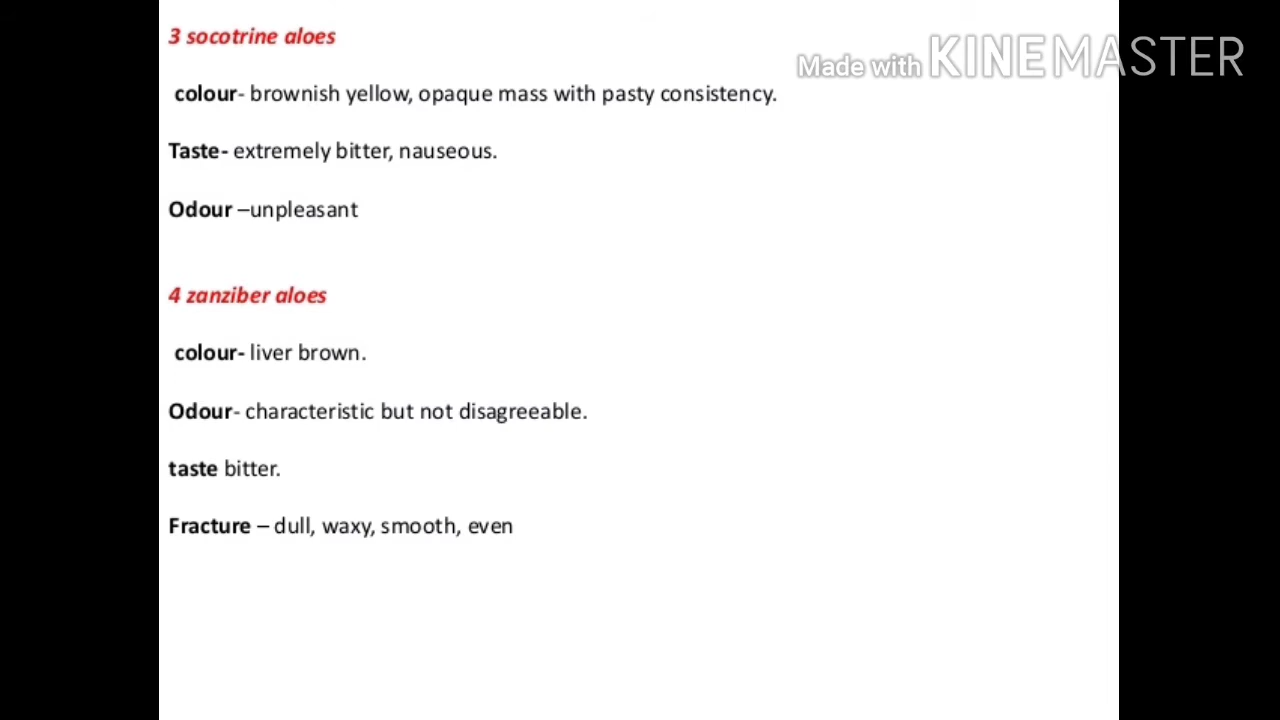 3 socotrine aloes
Made with KINEMASTER
colour- brownish yellow, opaque mass with pasty consistency.
Taste- extremely bitter, nauseous.
Odour –unpleasant
4 zanziber aloes
colour- liver brown.
Odour- characteristic but not disagreeable.
taste bitter.
Fracture – dull, waxy, smooth, even